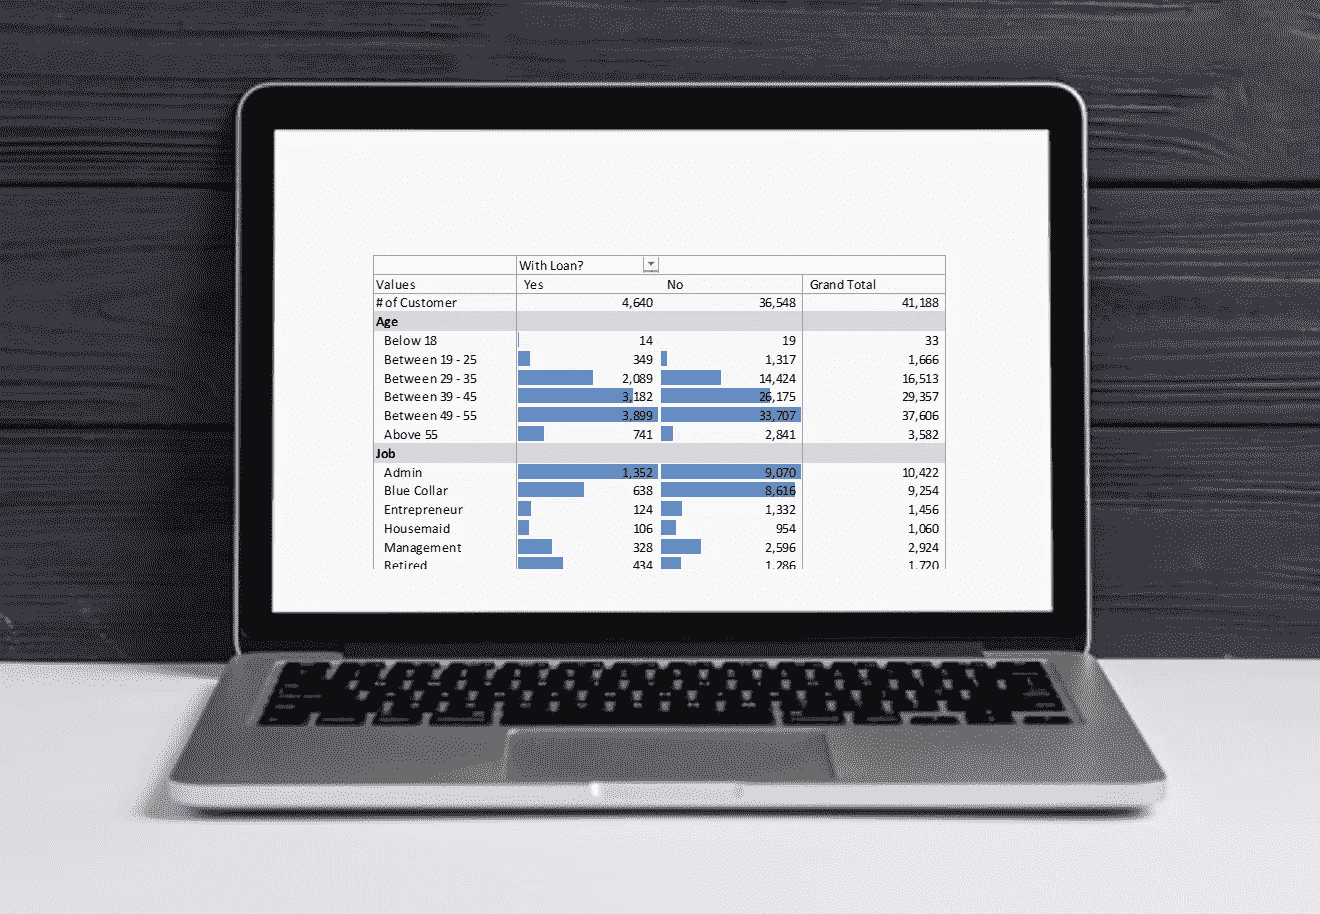 With Loan?
Values Yes No Grand Total
# of Customer 4,640 36,548 41,188
Age
Below 18 14 19 33
Between 19 - 25 349 1,317 1,666
Between 29 - 35 2,089 14,424 16,513
Between 39 - 45 3,182 26,175 29,357
Between 49 - 55 3,899 33,707 37,606
Above 55 741 2,841 3,582
Job
Admin 1,352 9,070 10,422
Blue Collar 638 8,616 9,254
Entrepreneur 124 1,332 1,456
Housemaid 106 954 1,060
Management 328 2,596 2,924
Retired 434 1,286 1,720